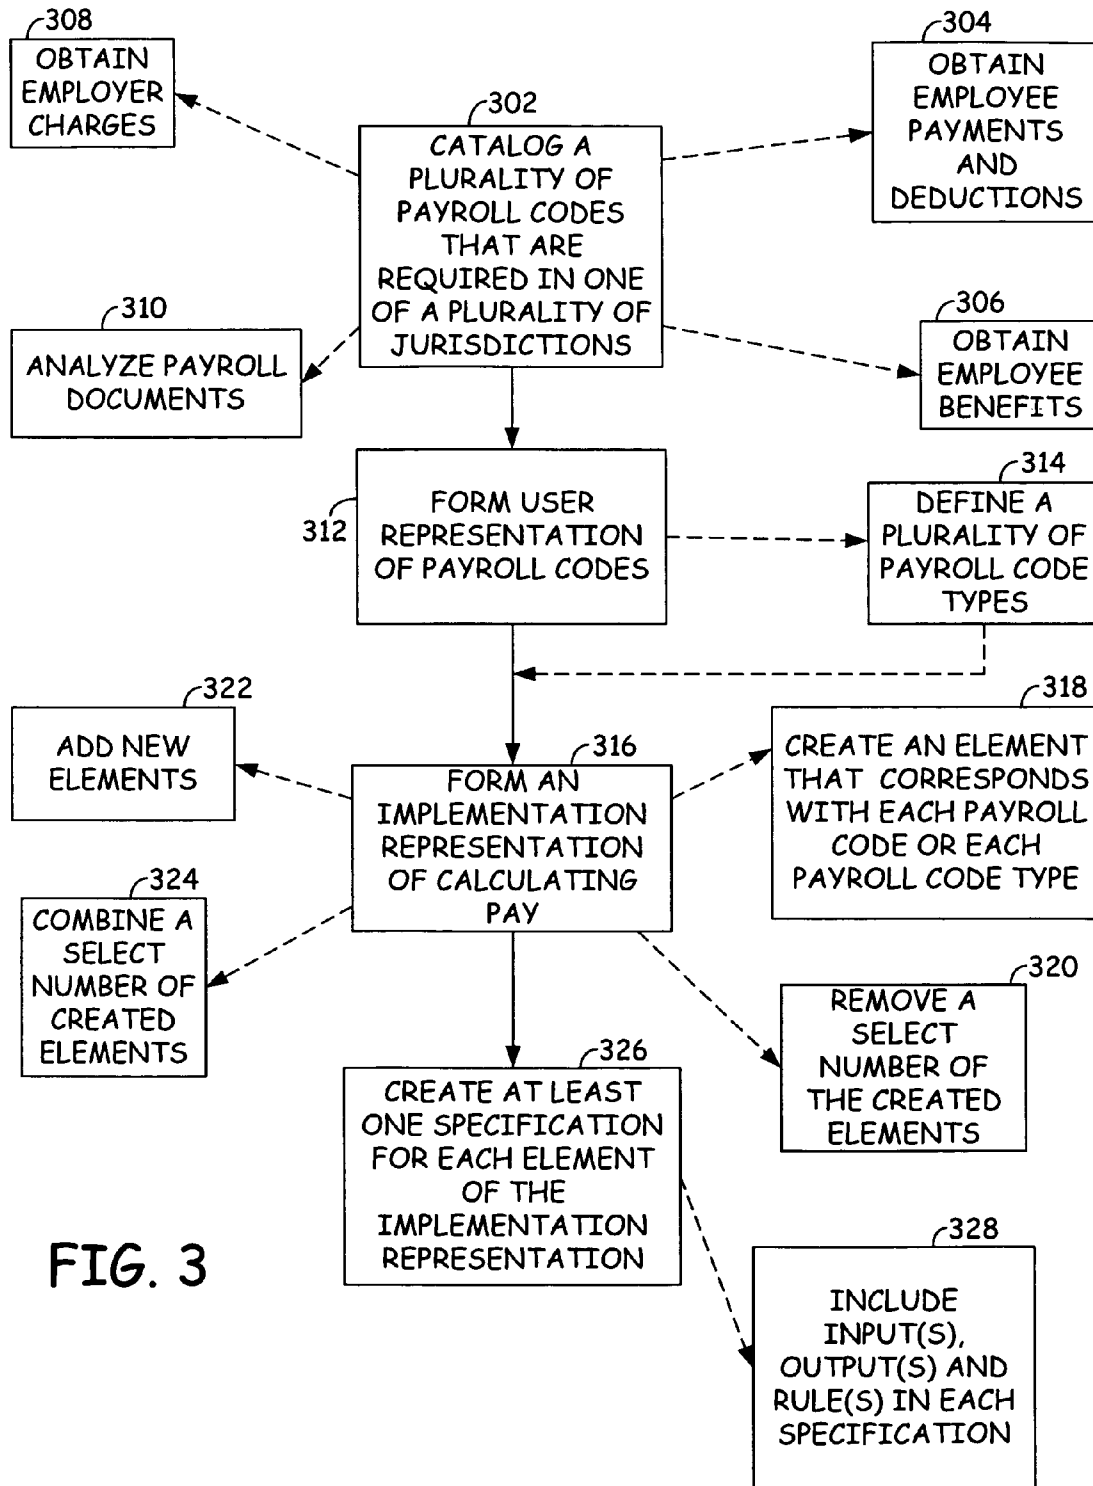 308
OBTAIN
EMPLOYER
CHARGES
304
OBTAIN
EMPLOYEE
PAYMENTS
AND
DEDUCTIONS
302
CATALOG A
PLURALITY OF
PAYROLL CODES
THAT ARE
REQUIRED IN ONE
OF A PLURALITY OF
JURISDICTIONS
310
ANALYZE PAYROLL
DOCUMENTS
306
OBTAIN
EMPLOYEE
BENEFITS
312
FORM USER
REPRESENTATION
OF PAYROLL CODES
314
DEFINE A
PLURALITY OF
PAYROLL CODE
TYPES
322
ADD NEW
ELEMENTS
316
FORM AN
IMPLEMENTATION
REPRESENTATION
OF CALCULATING
PAY
318
CREATE AN ELEMENT
THAT CORRESPONDS
WITH EACH PAYROLL
CODE OR EACH
PAYROLL CODE TYPE
324
COMBINE A
SELECT
NUMBER OF
CREATED
ELEMENTS
320
REMOVE A
SELECT
NUMBER OF
THE CREATED
ELEMENTS
326
CREATE AT LEAST
ONE SPECIFICATION
FOR EACH ELEMENT
OF THE
IMPLEMENTATION
REPRESENTATION
328
INCLUDE
INPUT(S),
OUTPUT(S) AND
RULE(S) IN EACH
SPECIFICATION
FIG. 3